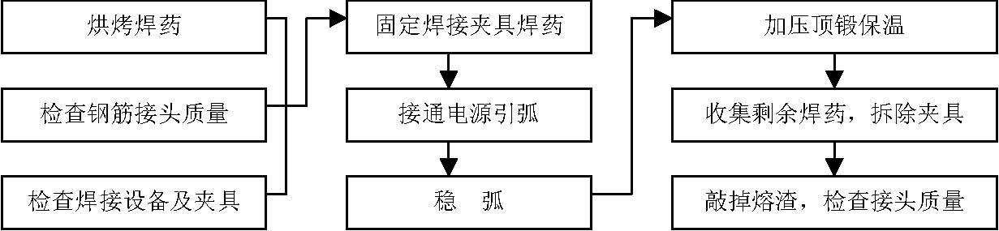 烘烤焊药
检查钢筋接头质量
检查焊接设备及夹具
固定焊接夹具焊药
接通电源引弧
稳 弧
加压顶锻保温
收集剩余焊药，拆除夹具
敲掉熔渣，检查接头质量